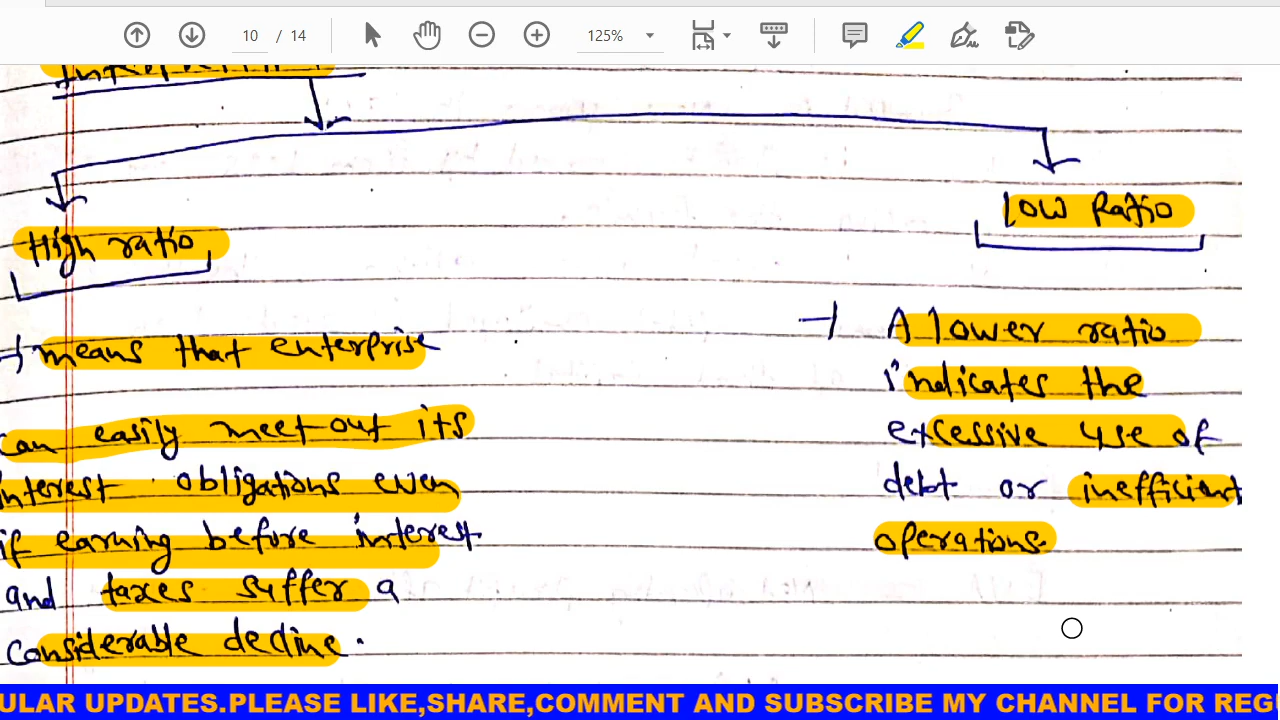 10 / 14
125%
High ratio
Low Ratio
means that enterprise
can easily meet out its
interest obligations even
if earning before interest
and taxes suffer a
considerable decline.
A lower ratio
indicates the
excessive use of
debt or inefficient
operations.
ULAR UPDATES.PLEASE LIKE,SHARE,COMMENT AND SUBSCRIBE MY CHANNEL FOR REG